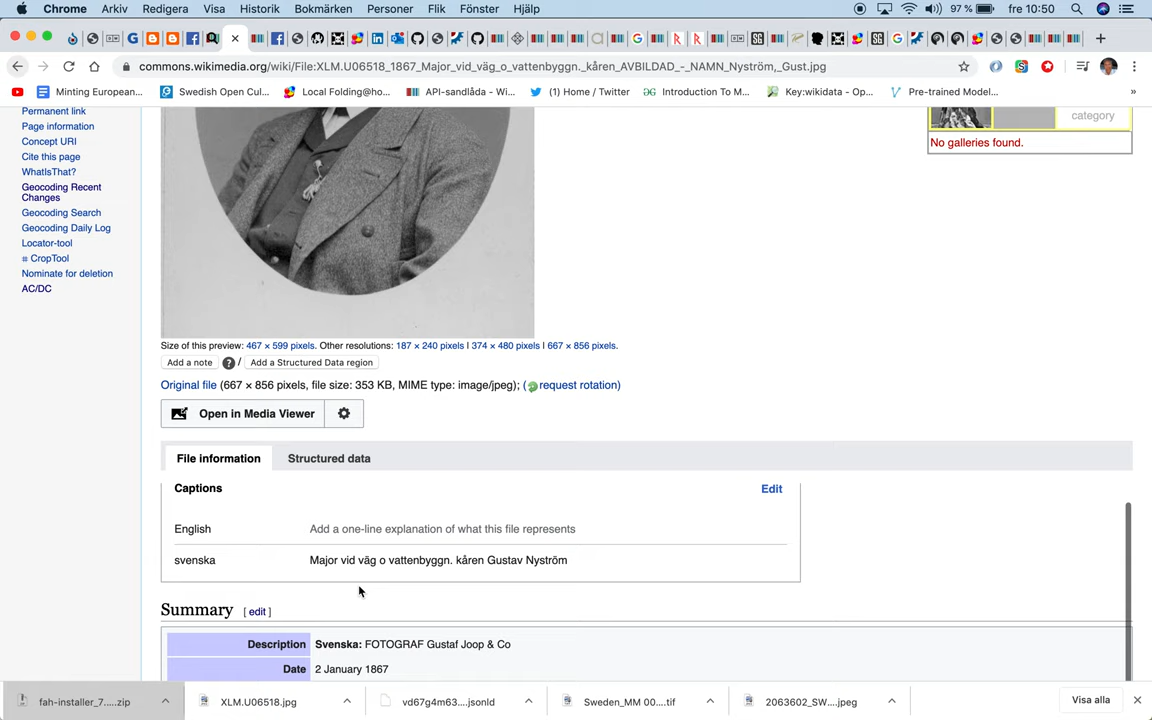 Chrome Arkiv Redigera Visa Historik Bokmärken Personer Flik Fönster Hjälp 97 % fre 10:50
commons.wikimedia.org/wiki/File:XLM.U06518_1867_Major_vid_väg_o_vattenbyggn._kåren_AVBILDAD_-_NAMN_Nyström,_Gust.jpg
Minting European... Swedish Open Cul... Local Folding@ho... API-sandlåda - Wi... (1) Home / Twitter Introduction To M... Key:wikidata - Op... Pre-trained Model... »
Permanent link
Page information
Concept URI
Cite this page
WhatIsThat?
Geocoding Recent
Changes
Geocoding Search
Geocoding Daily Log
Locator-tool
CropTool
Nominate for deletion
AC/DC
category
No galleries found.
Size of this preview: 467 × 599 pixels. Other resolutions: 187 × 240 pixels | 374 × 480 pixels | 667 × 856 pixels.
Add a note ? / Add a Structured Data region
Original file (667 × 856 pixels, file size: 353 KB, MIME type: image/jpeg); ( request rotation)
Open in Media Viewer
File information Structured data
Captions Edit
English Add a one-line explanation of what this file represents
svenska Major vid väg o vattenbyggn. kåren Gustav Nyström
Summary [ edit ]
Description Svenska: FOTOGRAF Gustaf Joop & Co
Date 2 January 1867
fah-installer_7....zip XLM.U06518.jpg vd67g4m63....jsonld Sweden_MM 00....tif 2063602_SW...jpeg Visa alla